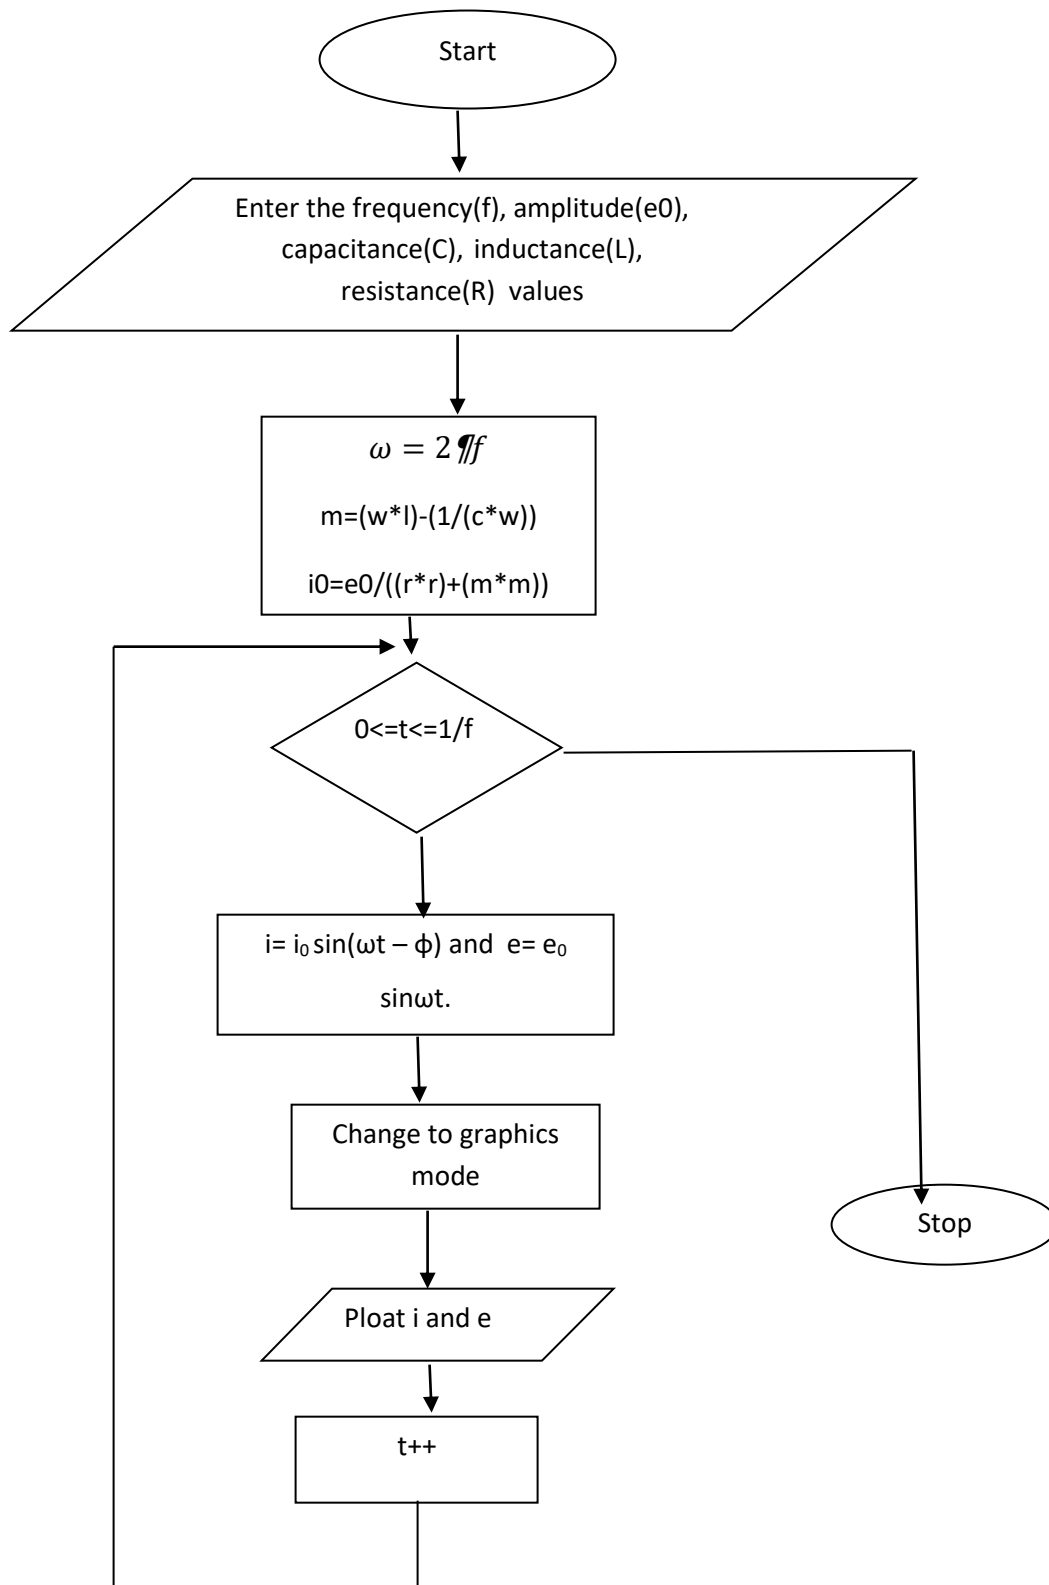 Start
Enter the frequency(f), amplitude(e0),
capacitance(C), inductance(L),
resistance(R) values
ω = 2¶f
m=(w*l)-(1/(c*w))
i0=e0/((r*r)+(m*m))
0<=t<=1/f
i= i₀ sin(ωt – ф) and e= e₀
sinωt.
Change to graphics
mode
Stop
Ploat i and e
t++